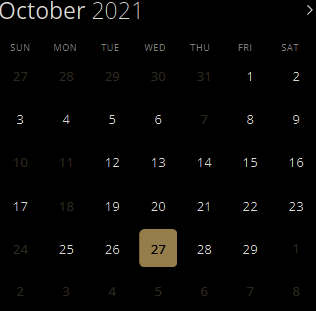 October 2021
SUN MON TUE WED THU FRI SAT
27 28 29 30 31 1 2
3 4 5 6 7 8 9
10 11 12 13 14 15 16
17 18 19 20 21 22 23
24 25 26 27 28 29 1
2 3 4 5 6 7 8